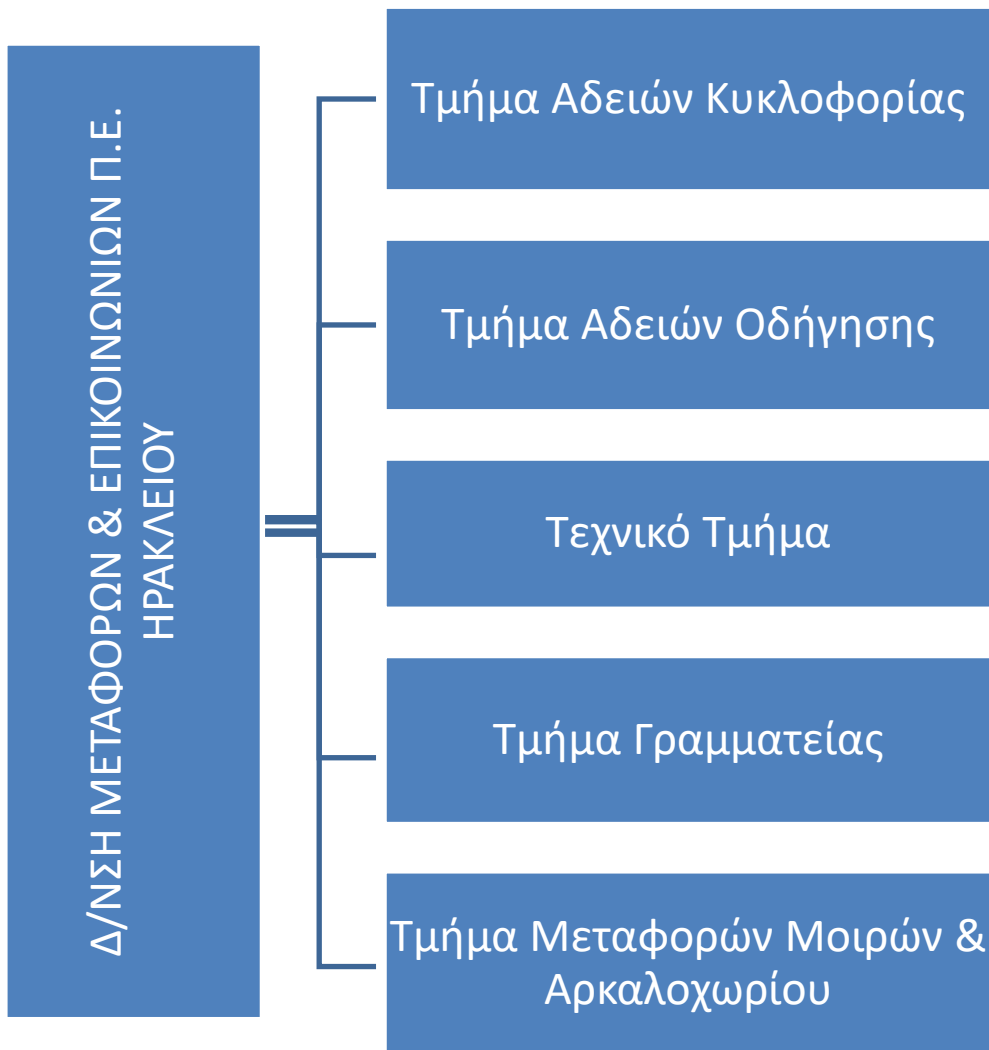 Δ/ΝΣΗ ΜΕΤΑΦΟΡΩΝ & ΕΠΙΚΟΙΝΩΝΙΩΝ Π.Ε.
ΗΡΑΚΛΕΙΟΥ
Τμήμα Αδειών Κυκλοφορίας
Τμήμα Αδειών Οδήγησης
Τεχνικό Τμήμα
Τμήμα Γραμματείας
Τμήμα Μεταφορών Μοιρών &
Αρκαλοχωρίου